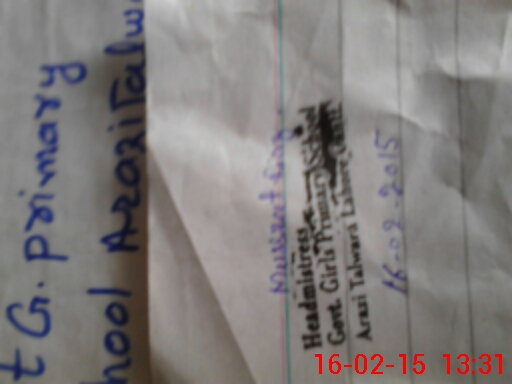 t G. primary
hool Arazi Talwa
Headmistress
Govt. Girls Primary School
Arazi Talwara Lahore
16-02-2015
16-02-15 13:31